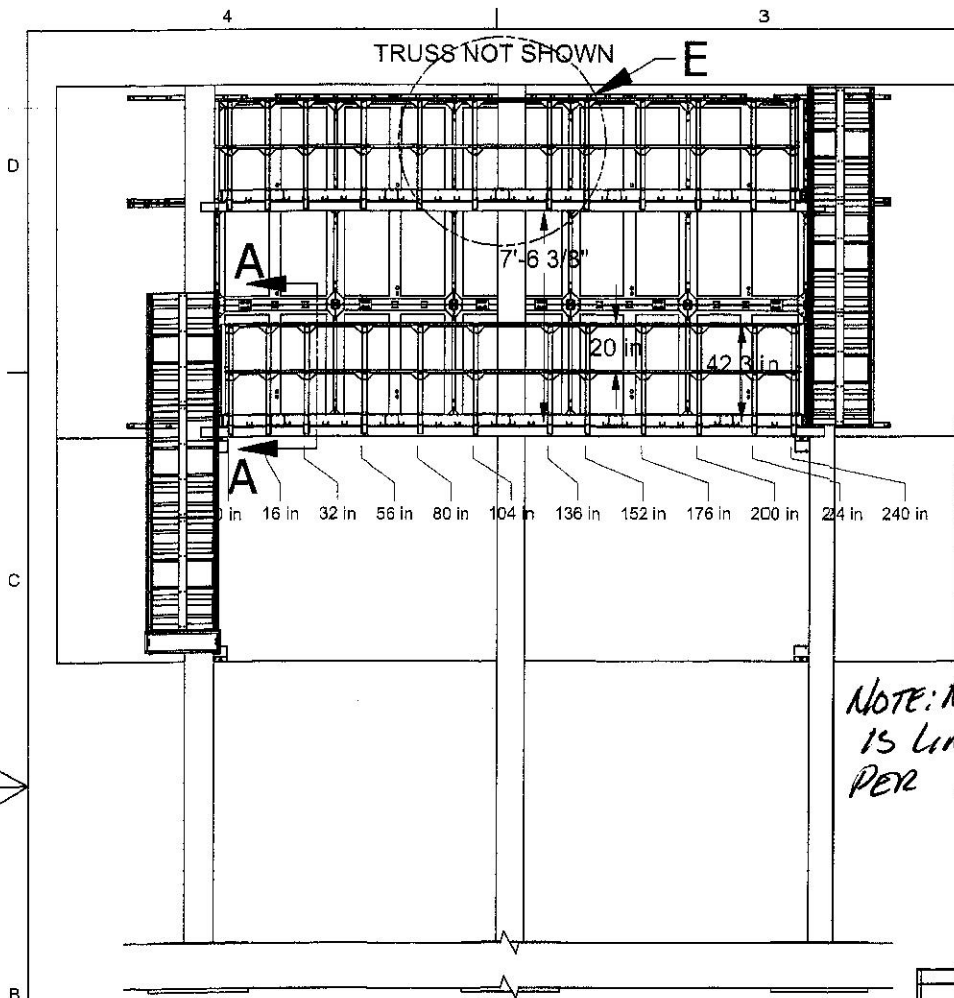 4 3
TRUSS NOT SHOWN
E
D
A
7'-6 3/8"
20 in
42.3 in
A
16 in 32 in 56 in 80 in 104 in 136 in 152 in 176 in 200 in 240 in
C
NOTE:
IS
PER
B